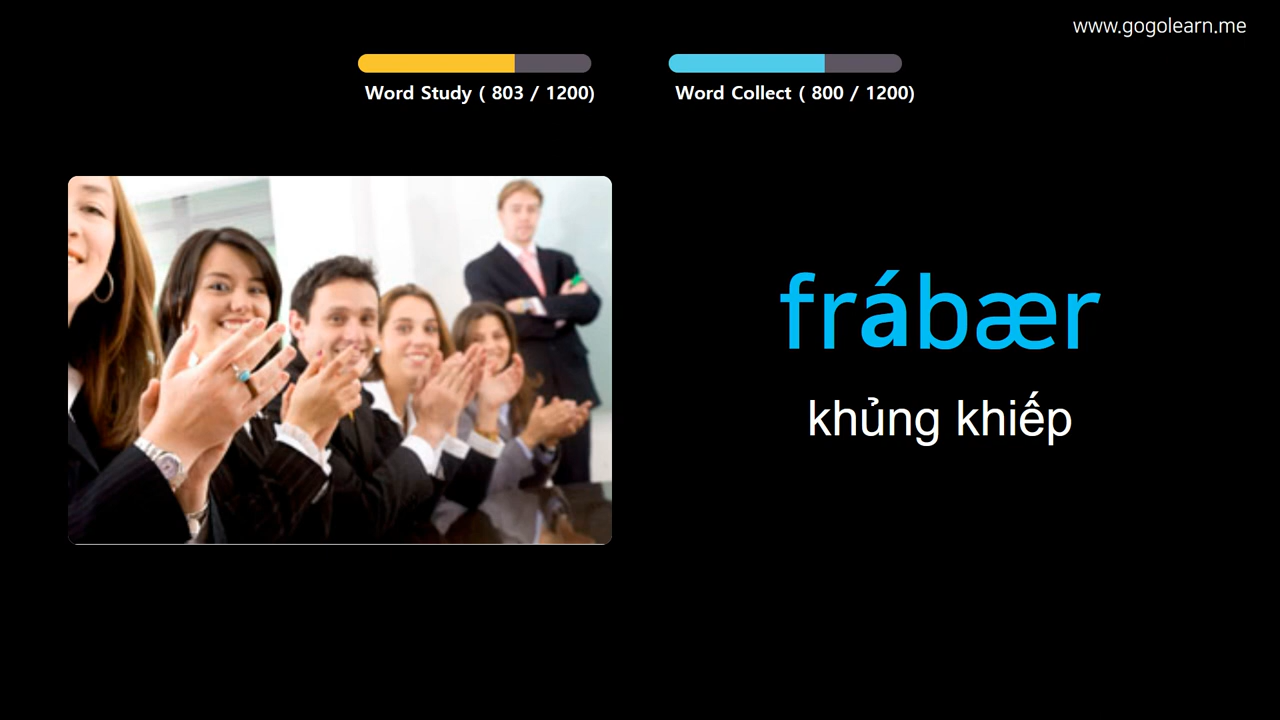 www.gogolearn.me
Word Study ( 803 / 1200)
Word Collect ( 800 / 1200)
frábær
khủng khiếp